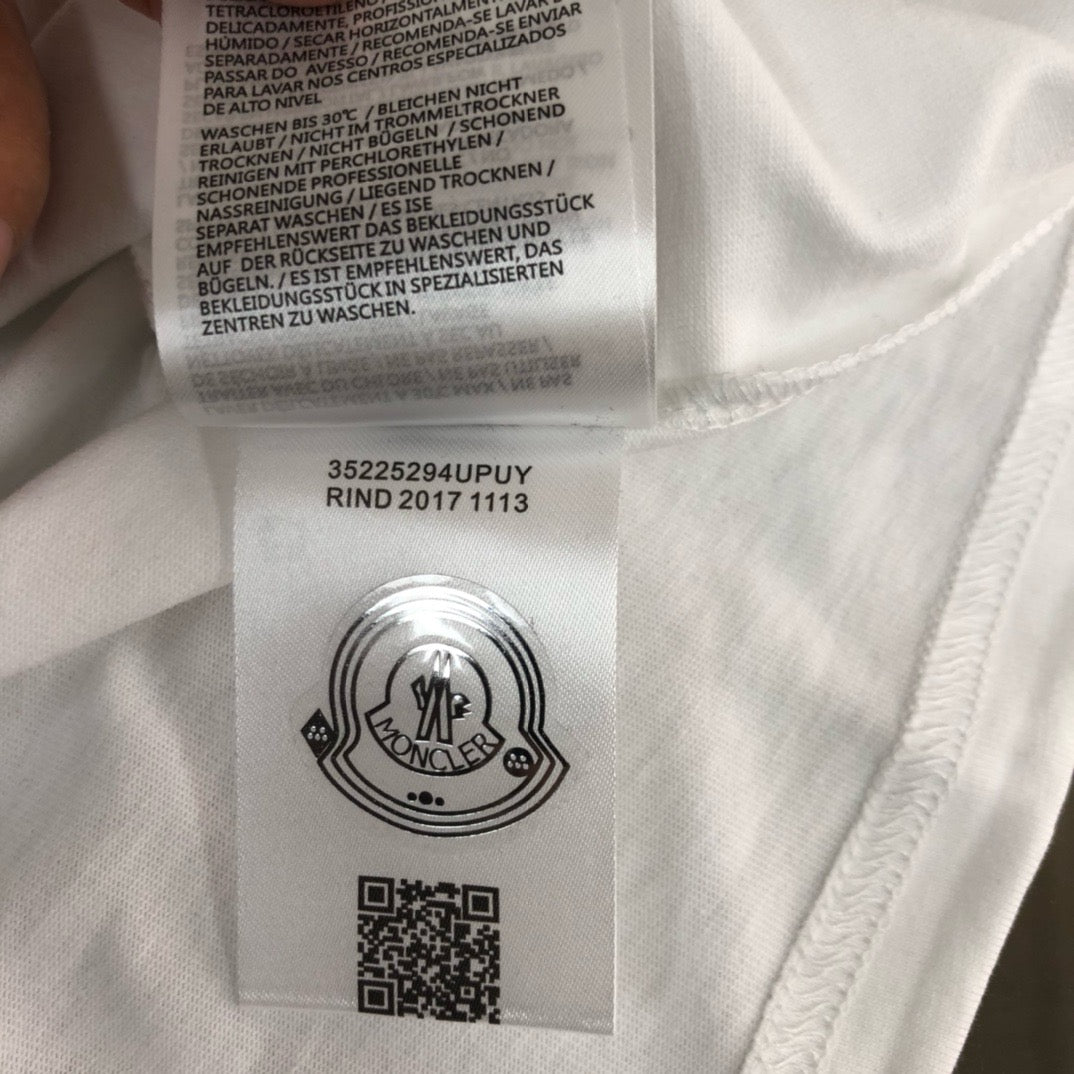 TETRACLOROETILENO
DELICADAMENTE, PROFISSION
HÚMIDO / SECAR HORIZONTALMENTE
SEPARADAMENTE / RECOMENDA-SE LAVAR E
PASSAR DO AVESSO / RECOMENDA-SE ENVIAR
PARA LAVAR NOS CENTROS ESPECIALIZADOS
DE ALTO NIVEL
WASCHEN BIS 30℃ / BLEICHEN NICHT
ERLAUBT / NICHT IM TROMMELTROCKNER
TROCKNEN / NICHT BÜGELN / SCHONEND
REINIGEN MIT PERCHLORETHYLEN /
SCHONENDE PROFESSIONELLE
NASSREINIGUNG / LIEGEND TROCKNEN /
SEPARAT WASCHEN / ES ISE
EMPFEHLENSWERT DAS BEKLEIDUNGSSTÜCK
AUF DER RÜCKSEITE ZU WASCHEN UND
BÜGELN. / ES IST EMPFEHLENSWERT, DAS
BEKLEIDUNGSSTÜCK IN SPEZIALISIERTEN
ZENTREN ZU WASCHEN.
35225294UPUY
RIND 2017 1113
MONCLER